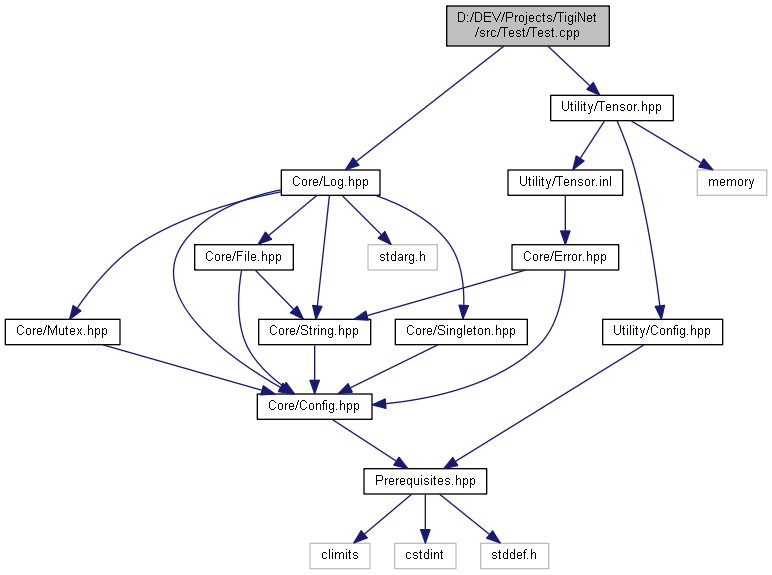 D:/DEV/Projects/TigiNet
/src/Test/Test.cpp
Utility/Tensor.hpp
Core/Log.hpp
Utility/Tensor.inl
memory
Core/File.hpp
stdarg.h
Core/Error.hpp
Core/Mutex.hpp
Core/String.hpp
Core/Singleton.hpp
Utility/Config.hpp
Core/Config.hpp
Prerequisites.hpp
climits
cstdint
stddef.h